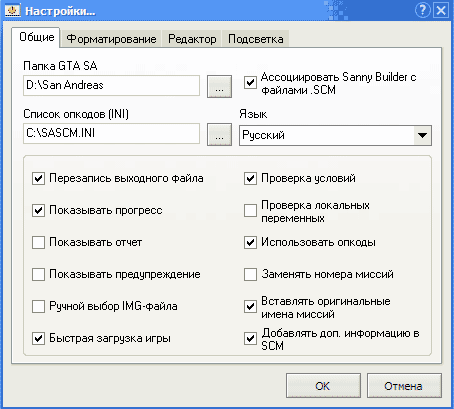 Настройки...
Общие Форматирование Редактор Подсветка
Папка GTA SA
D:\San Andreas ...
Ассоциировать Sanny Builder с
файлами .SCM
Список опкодов (INI)
C:\SASCM.INI ...
Язык
Русский
Перезапись выходного файла
Показывать прогресс
Показывать отчет
Показывать предупреждение
Ручной выбор IMG-файла
Быстрая загрузка игры
Проверка условий
Проверка локальных
переменных
Использовать опкоды
Заменять номера миссий
Вставлять оригинальные
имена миссий
Добавлять доп. информацию в
SCM
ОК Отмена